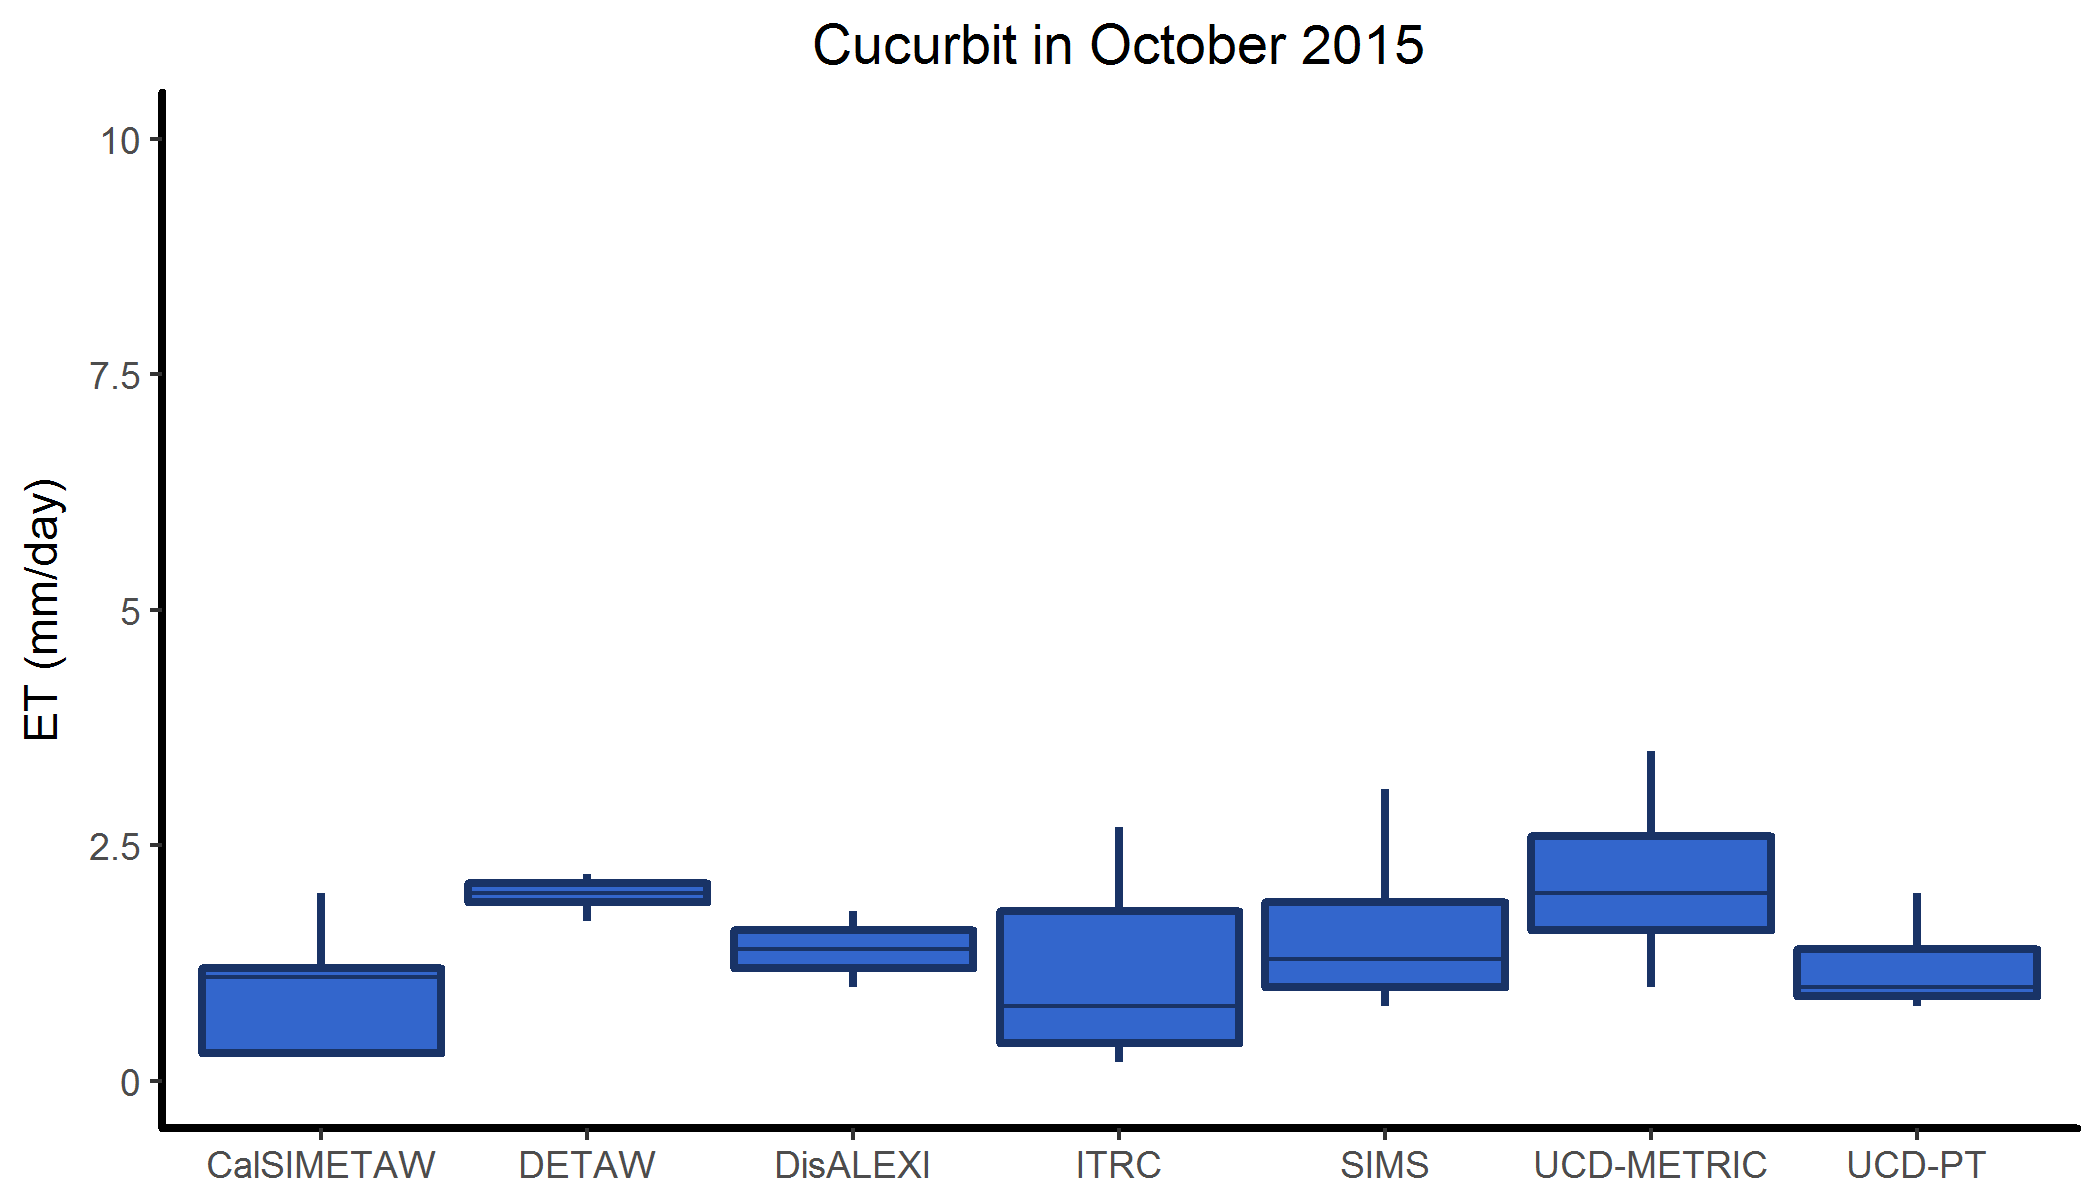 Cucurbit in October 2015
ET (mm/day)
10
7.5
5
2.5
0
CalSIMETAW DETAW DisALEXI ITRC SIMS UCD-METRIC UCD-PT